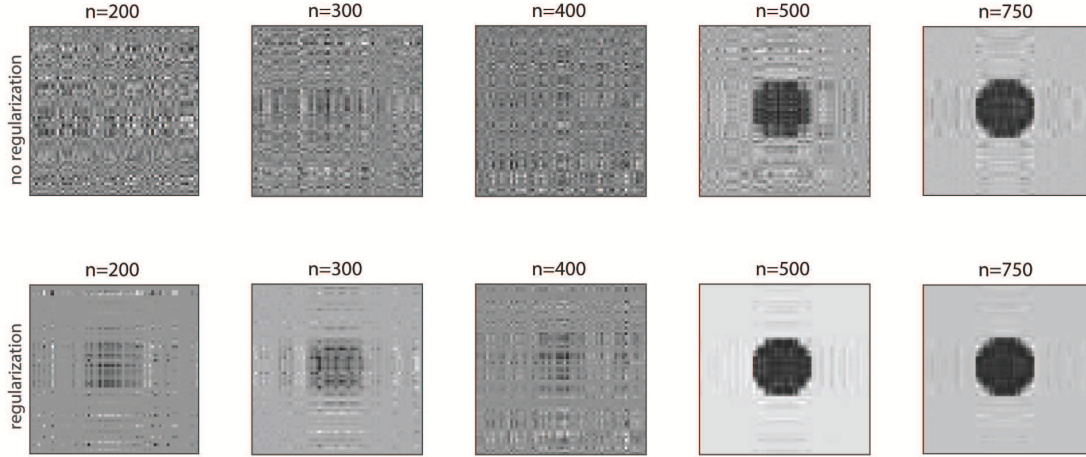 n=200 n=300 n=400 n=500 n=750
no regularization
n=200 n=300 n=400 n=500 n=750
regularization